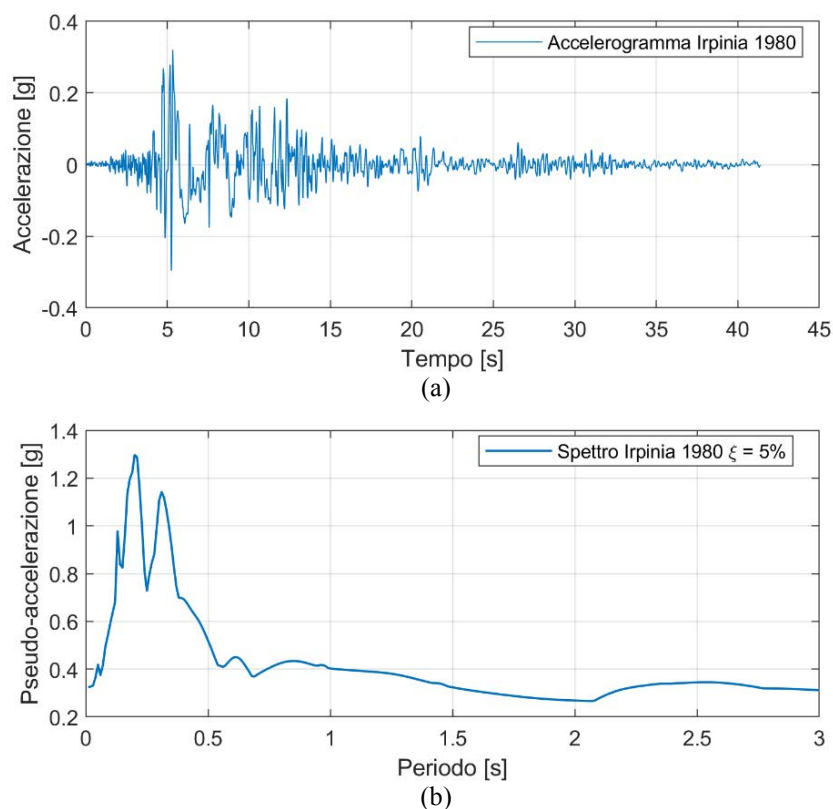 0.4
0.2
0
-0.2
-0.4
Accelerazione [g]
Accelerogramma Irpinia 1980
0 5 10 15 20 25 30 35 40 45
Tempo [s]
(a)
1.4
1.2
1
0.8
0.6
0.4
0.2
Pseudo-accelerazione [g]
Spettro Irpinia 1980 ξ = 5%
0 0.5 1 1.5 2 2.5 3
Periodo [s]
(b)